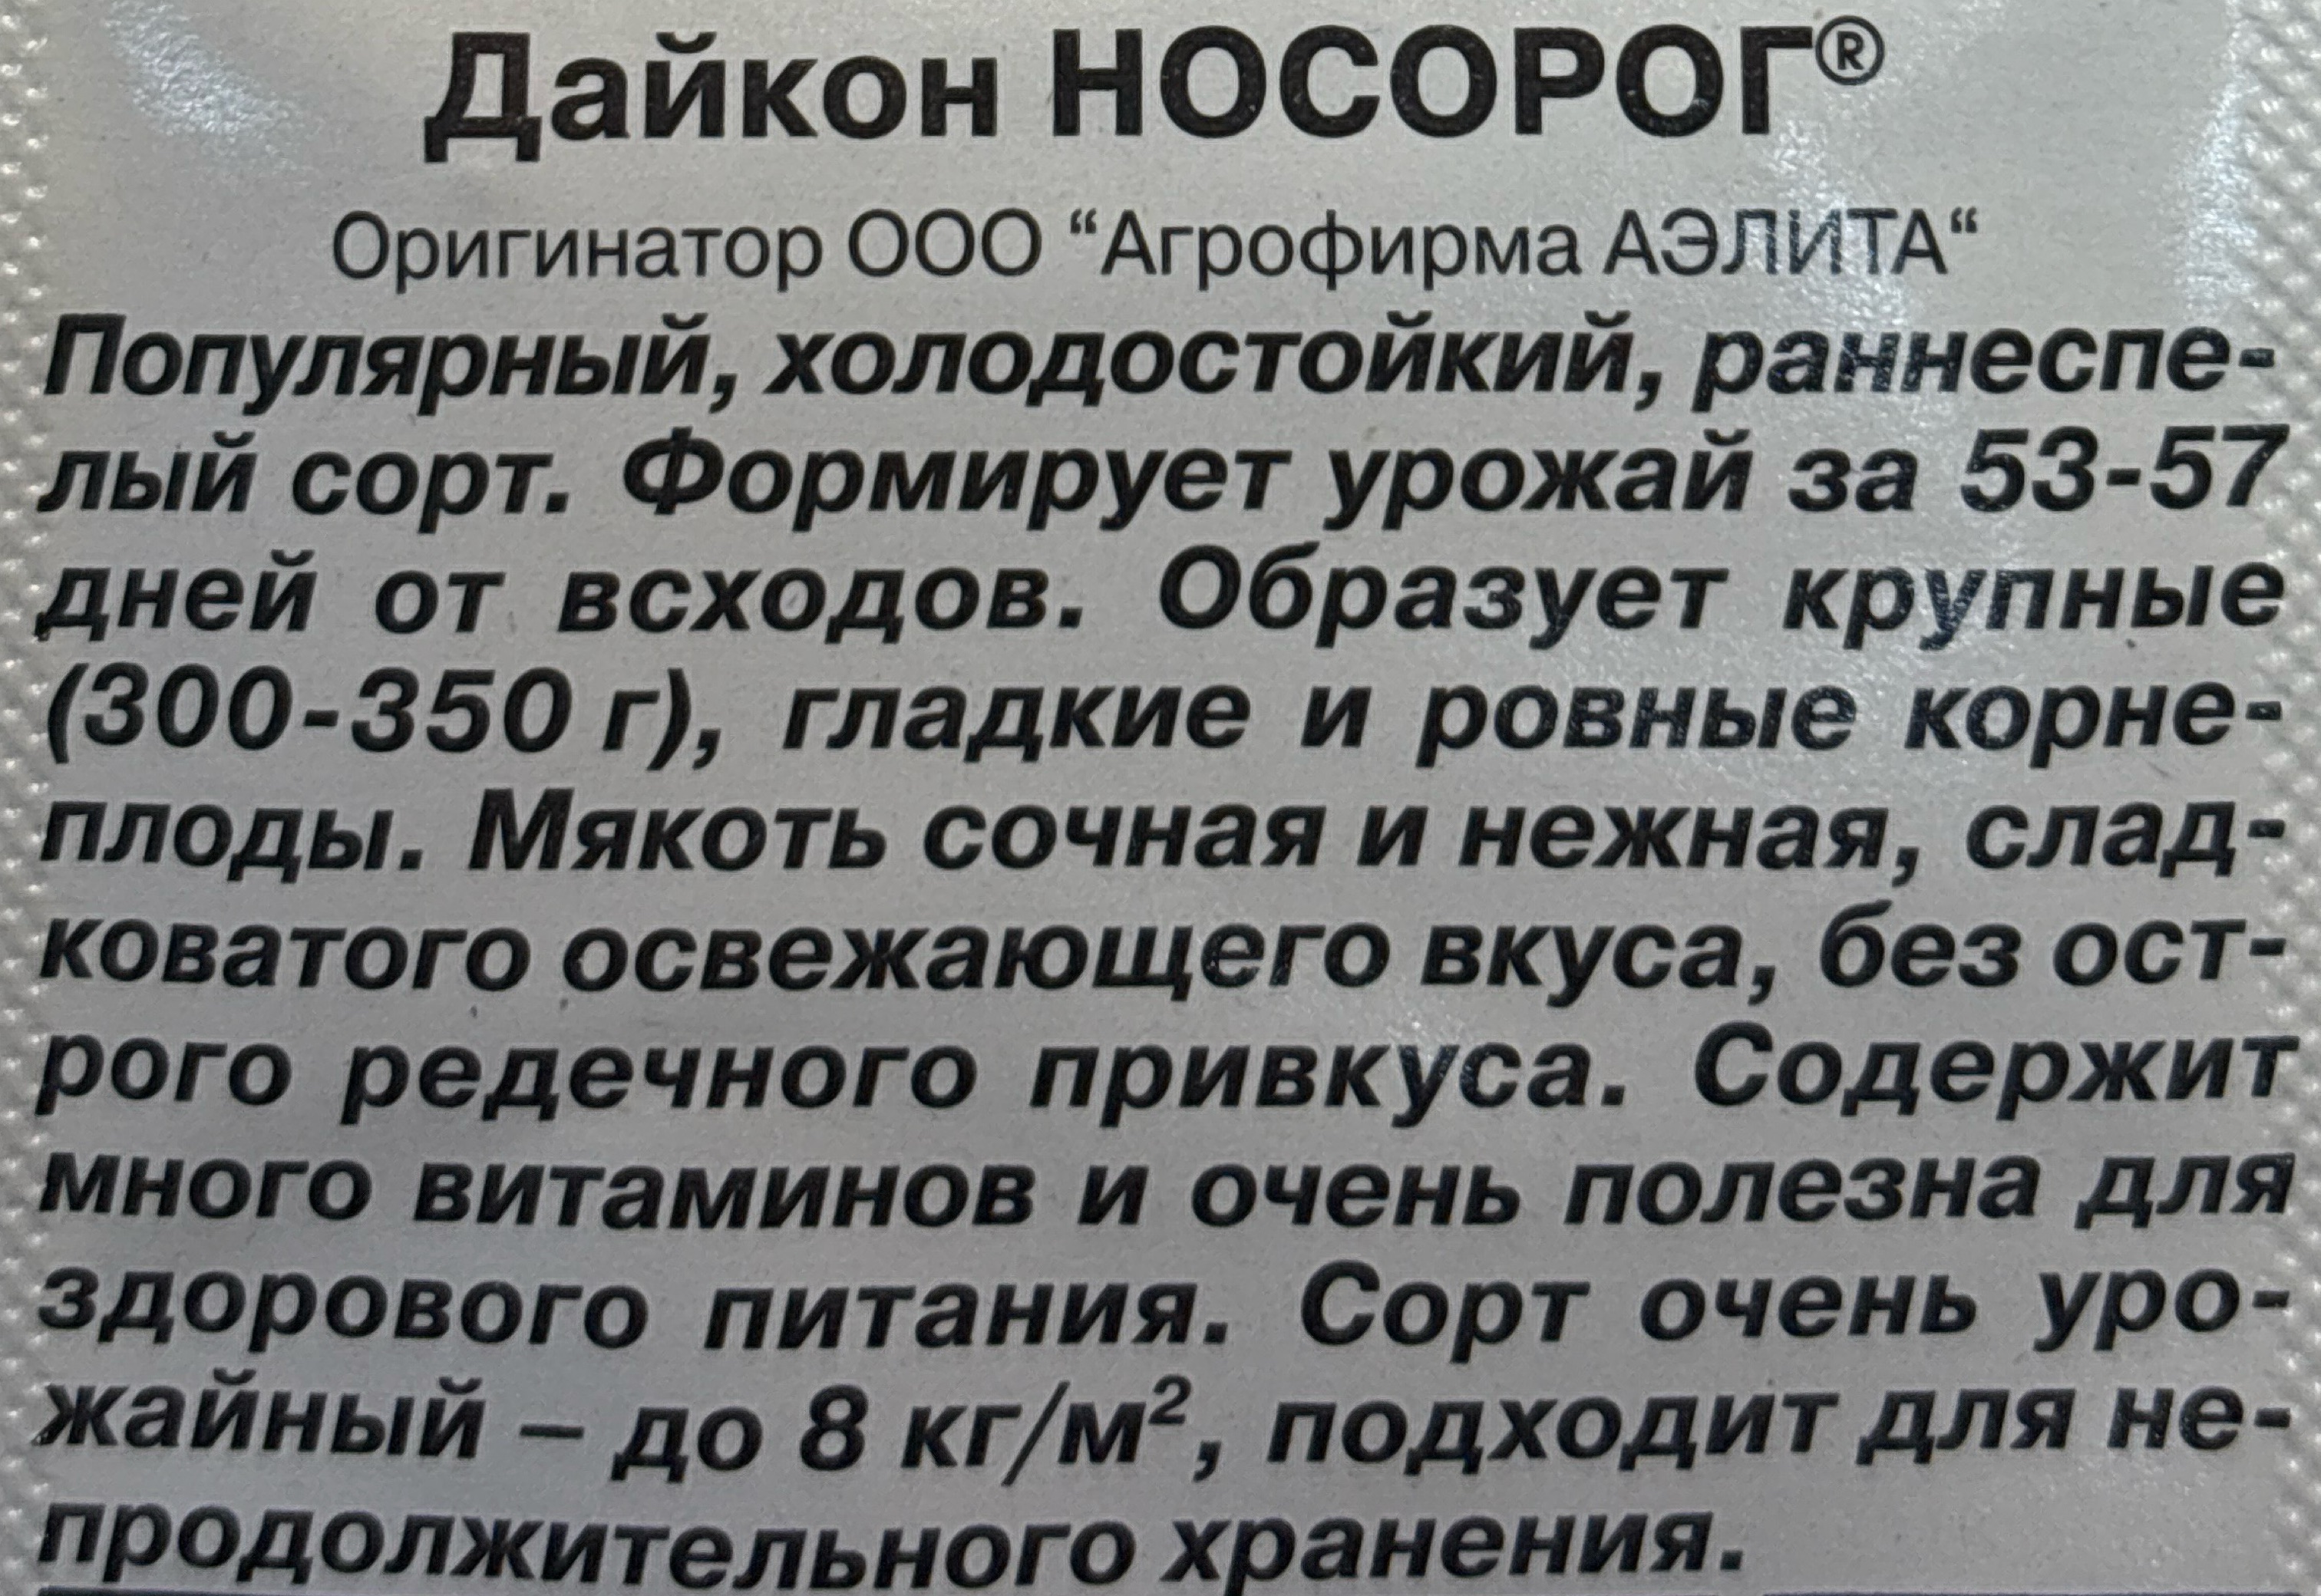 Дайкон НОСОРОГ®
Оригинатор ООО “Агрофирма АЭЛИТА“
Популярный, холодостойкий, раннеспе-
лый сорт. Формирует урожай за 53-57
дней от всходов. Образует крупные
(300-350 г), гладкие и ровные корне-
плоды. Мякоть сочная и нежная, слад-
коватого освежающего вкуса, без ост-
рого редечного привкуса. Содержит
много витаминов и очень полезна для
здорового питания. Сорт очень уро-
жайный – до 8 кг/м², подходит для не-
продолжительного хранения.